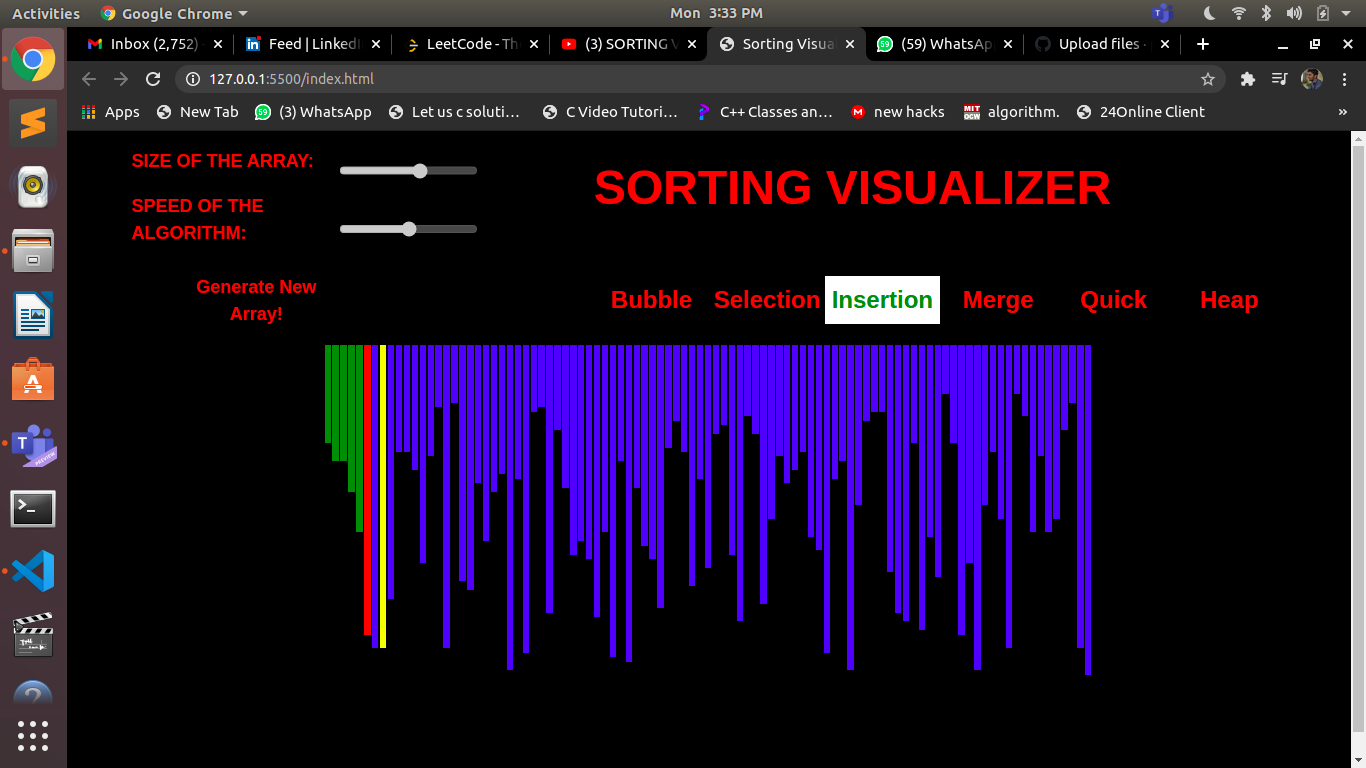 Activities Google Chrome Mon 3:33 PM
Inbox (2,752) - Feed | LinkedI LeetCode - Th (3) SORTING V Sorting Visua (59) WhatsAp Upload files ·
127.0.0.1:5500/index.html
Apps New Tab (3) WhatsApp Let us c soluti… C Video Tutori… C++ Classes an… new hacks algorithm. 24Online Client »
SIZE OF THE ARRAY:
SORTING VISUALIZER
SPEED OF THE
ALGORITHM:
Generate New
Array!
Bubble Selection Insertion Merge Quick Heap